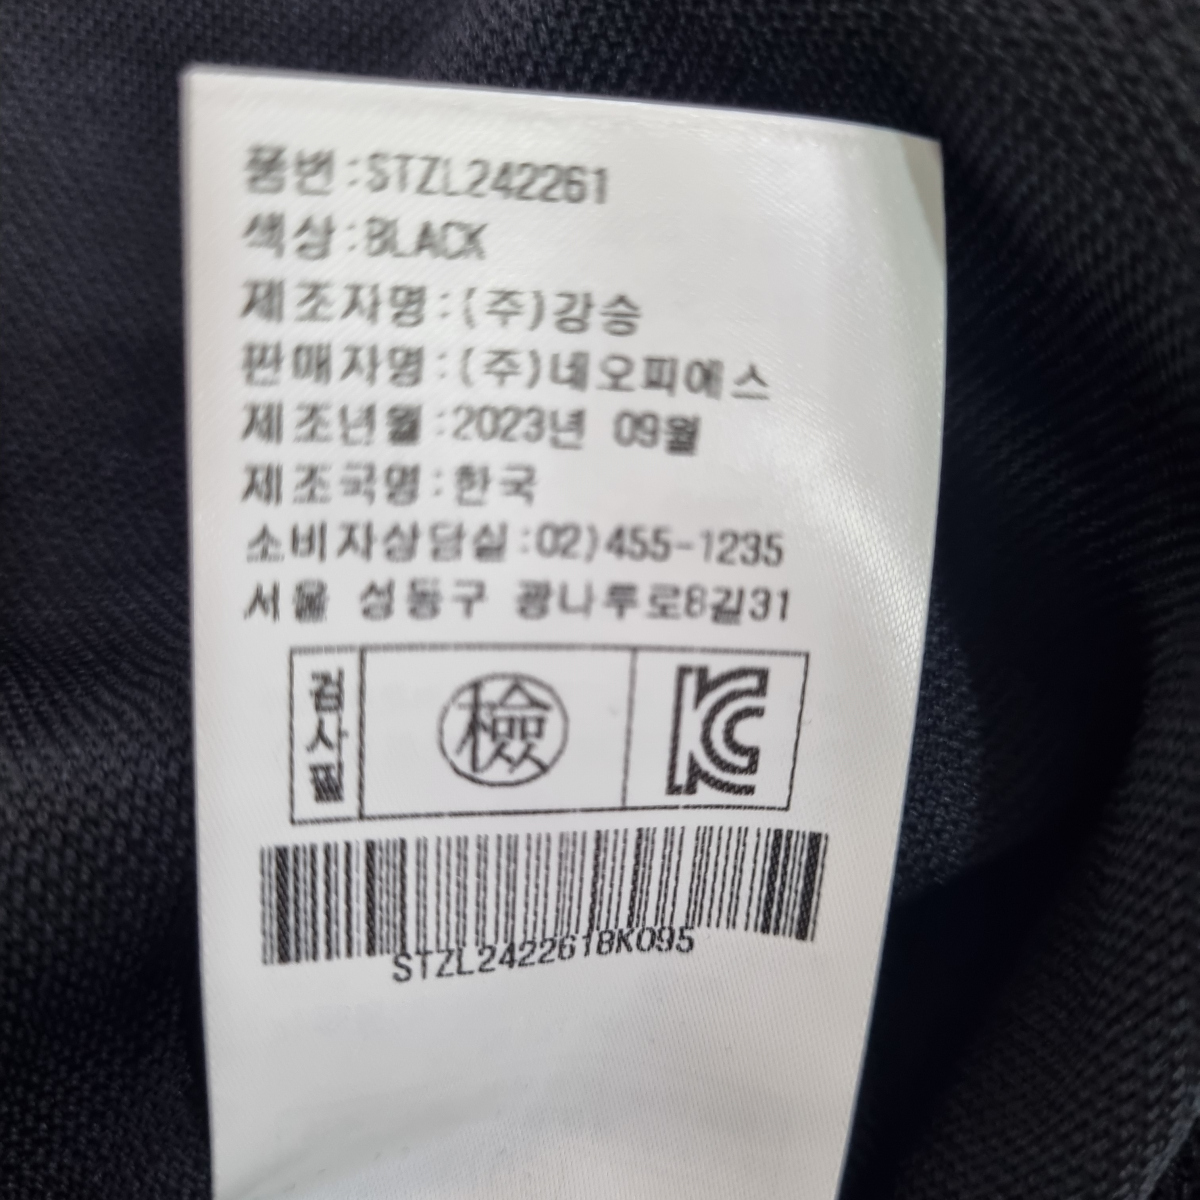 품번:STZL242261
색상:BLACK
제조자명:(주)강승
판매자명:(주)네오피에스
제조년월:2023년 09월
제조국명:한국
소비자상담실:02)455-1235
서울 성동구 광나루로8길31
검사필
檢
KC
STZL242261BK095